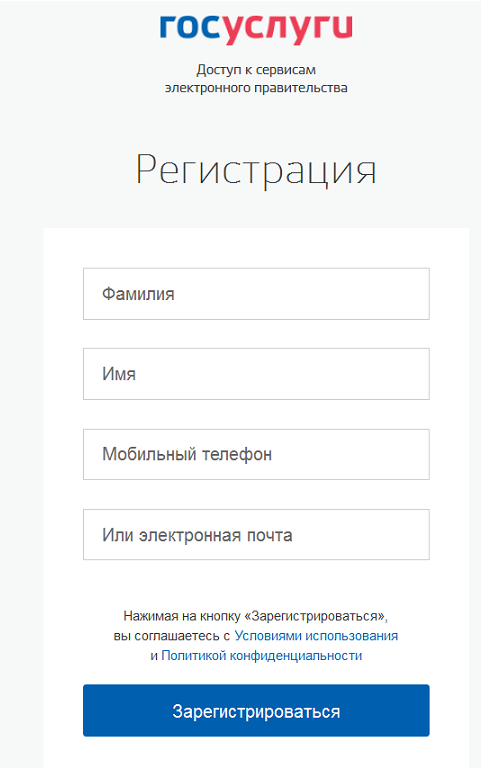 госуслуги
Доступ к сервисам
электронного правительства
Регистрация
Фамилия
Имя
Мобильный телефон
Или электронная почта
Нажимая на кнопку «Зарегистрироваться»,
вы соглашаетесь с Условиями использования
и Политикой конфиденциальности
Зарегистрироваться